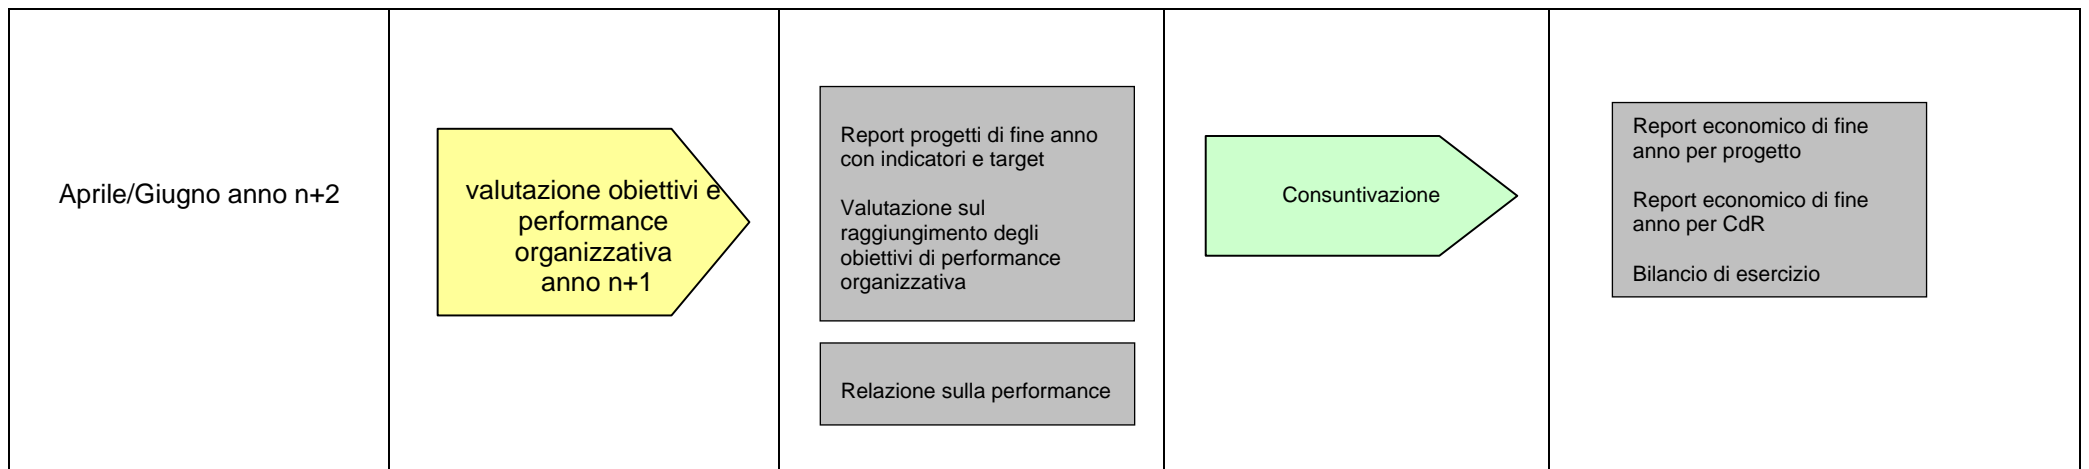 Aprile/Giugno anno n+2
valutazione obiettivi e
performance
organizzativa
anno n+1
Report progetti di fine anno
con indicatori e target
Valutazione sul
raggiungimento degli
obiettivi di performance
organizzativa
Relazione sulla performance
Consuntivazione
Report economico di fine
anno per progetto
Report economico di fine
anno per CdR
Bilancio di esercizio